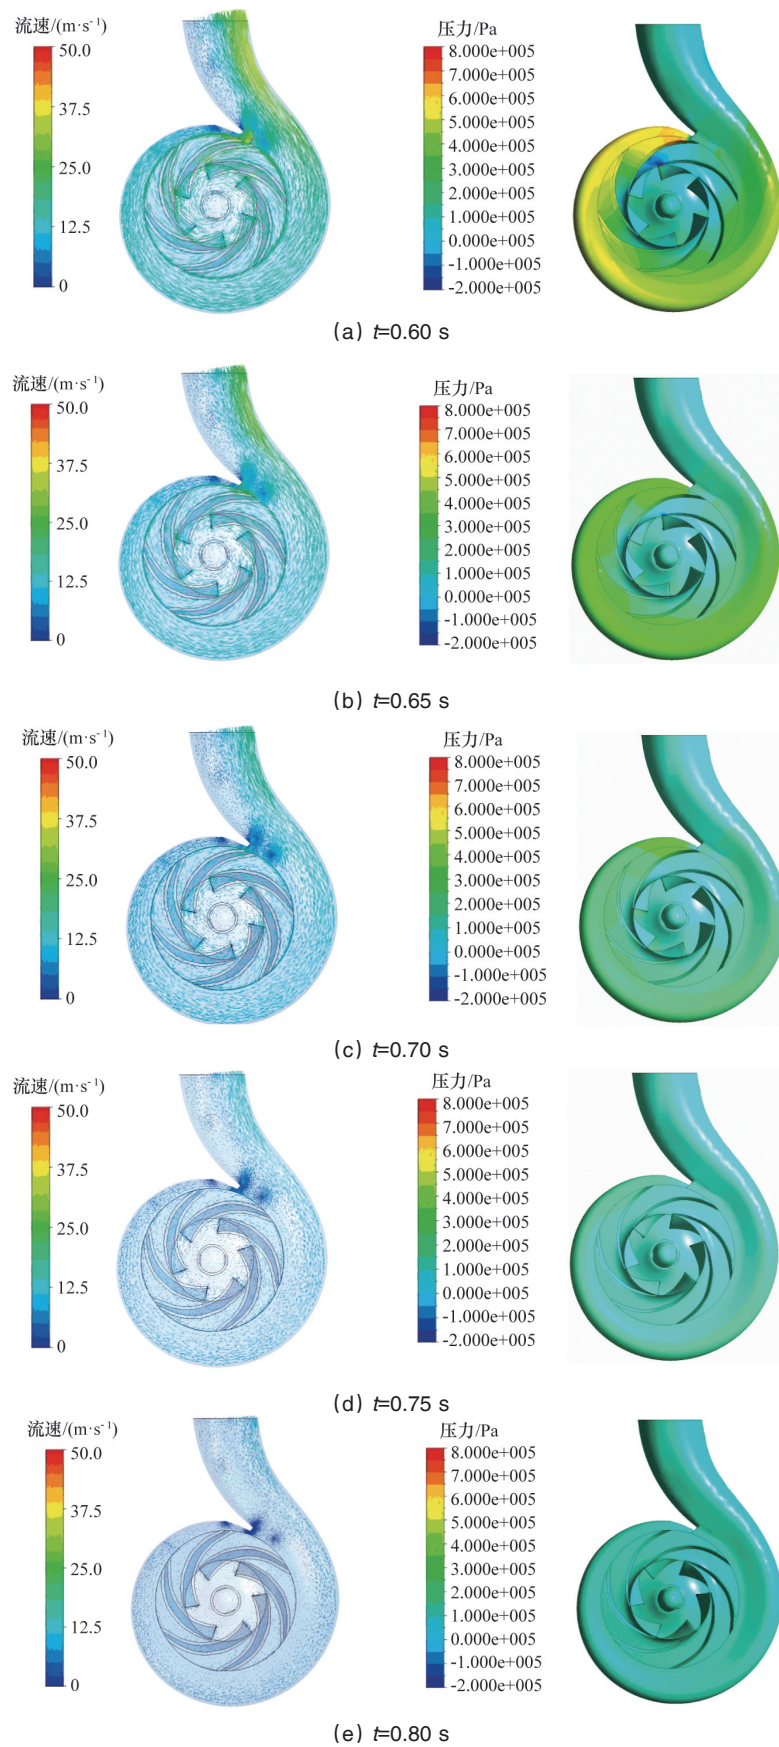 流速/(m·s⁻¹)
50.0
37.5
25.0
12.5
0
压力/Pa
8.000e+005
7.000e+005
6.000e+005
5.000e+005
4.000e+005
3.000e+005
2.000e+005
1.000e+005
0.000e+005
-1.000e+005
-2.000e+005
(a) t=0.60 s
流速/(m·s⁻¹)
50.0
37.5
25.0
12.5
0
压力/Pa
8.000e+005
7.000e+005
6.000e+005
5.000e+005
4.000e+005
3.000e+005
2.000e+005
1.000e+005
0.000e+005
-1.000e+005
-2.000e+005
(b) t=0.65 s
流速/(m·s⁻¹)
50.0
37.5
25.0
12.5
0
压力/Pa
8.000e+005
7.000e+005
6.000e+005
5.000e+005
4.000e+005
3.000e+005
2.000e+005
1.000e+005
0.000e+005
-1.000e+005
-2.000e+005
(c) t=0.70 s
流速/(m·s⁻¹)
50.0
37.5
25.0
12.5
0
压力/Pa
8.000e+005
7.000e+005
6.000e+005
5.000e+005
4.000e+005
3.000e+005
2.000e+005
1.000e+005
0.000e+005
-1.000e+005
-2.000e+005
(d) t=0.75 s
流速/(m·s⁻¹)
50.0
37.5
25.0
12.5
0
压力/Pa
8.000e+005
7.000e+005
6.000e+005
5.000e+005
4.000e+005
3.000e+005
2.000e+005
1.000e+005
0.000e+005
-1.000e+005
-2.000e+005
(e) t=0.80 s